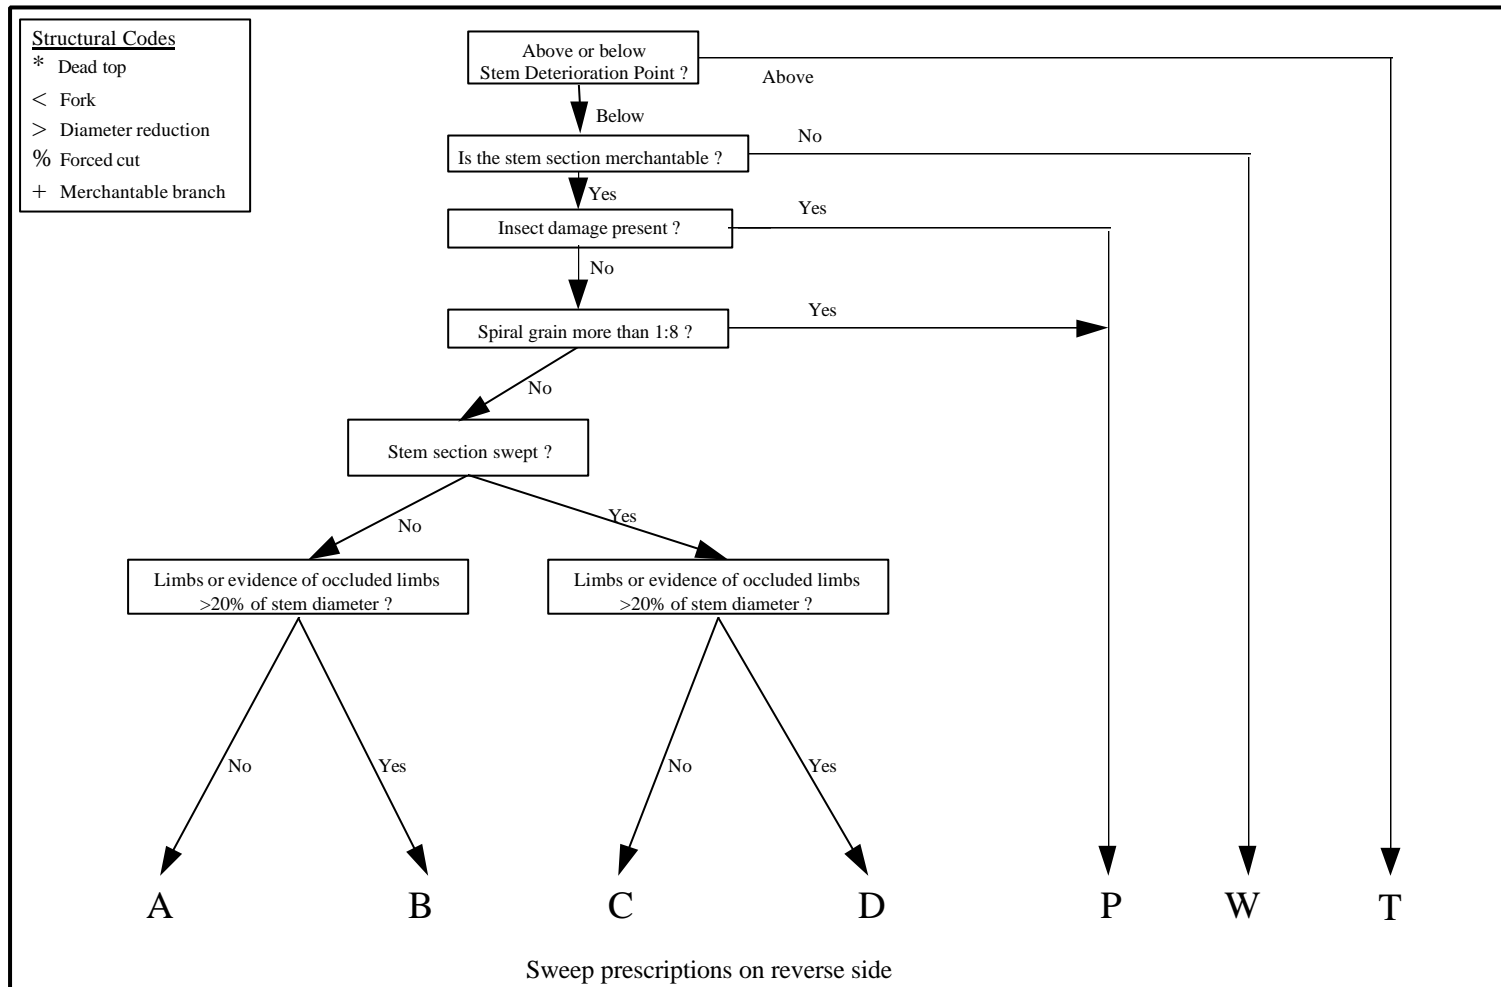 Structural Codes
* Dead top
< Fork
> Diameter reduction
% Forced cut
+ Merchantable branch
Above or below
Stem Deterioration Point ?
Above
Below
Is the stem section merchantable ?
No
Yes
Insect damage present ?
Yes
No
Spiral grain more than 1:8 ?
Yes
No
Stem section swept ?
No
Yes
Limbs or evidence of occluded limbs
>20% of stem diameter ?
Limbs or evidence of occluded limbs
>20% of stem diameter ?
No
Yes
No
Yes
A
B
C
D
P
W
T
Sweep prescriptions on reverse side